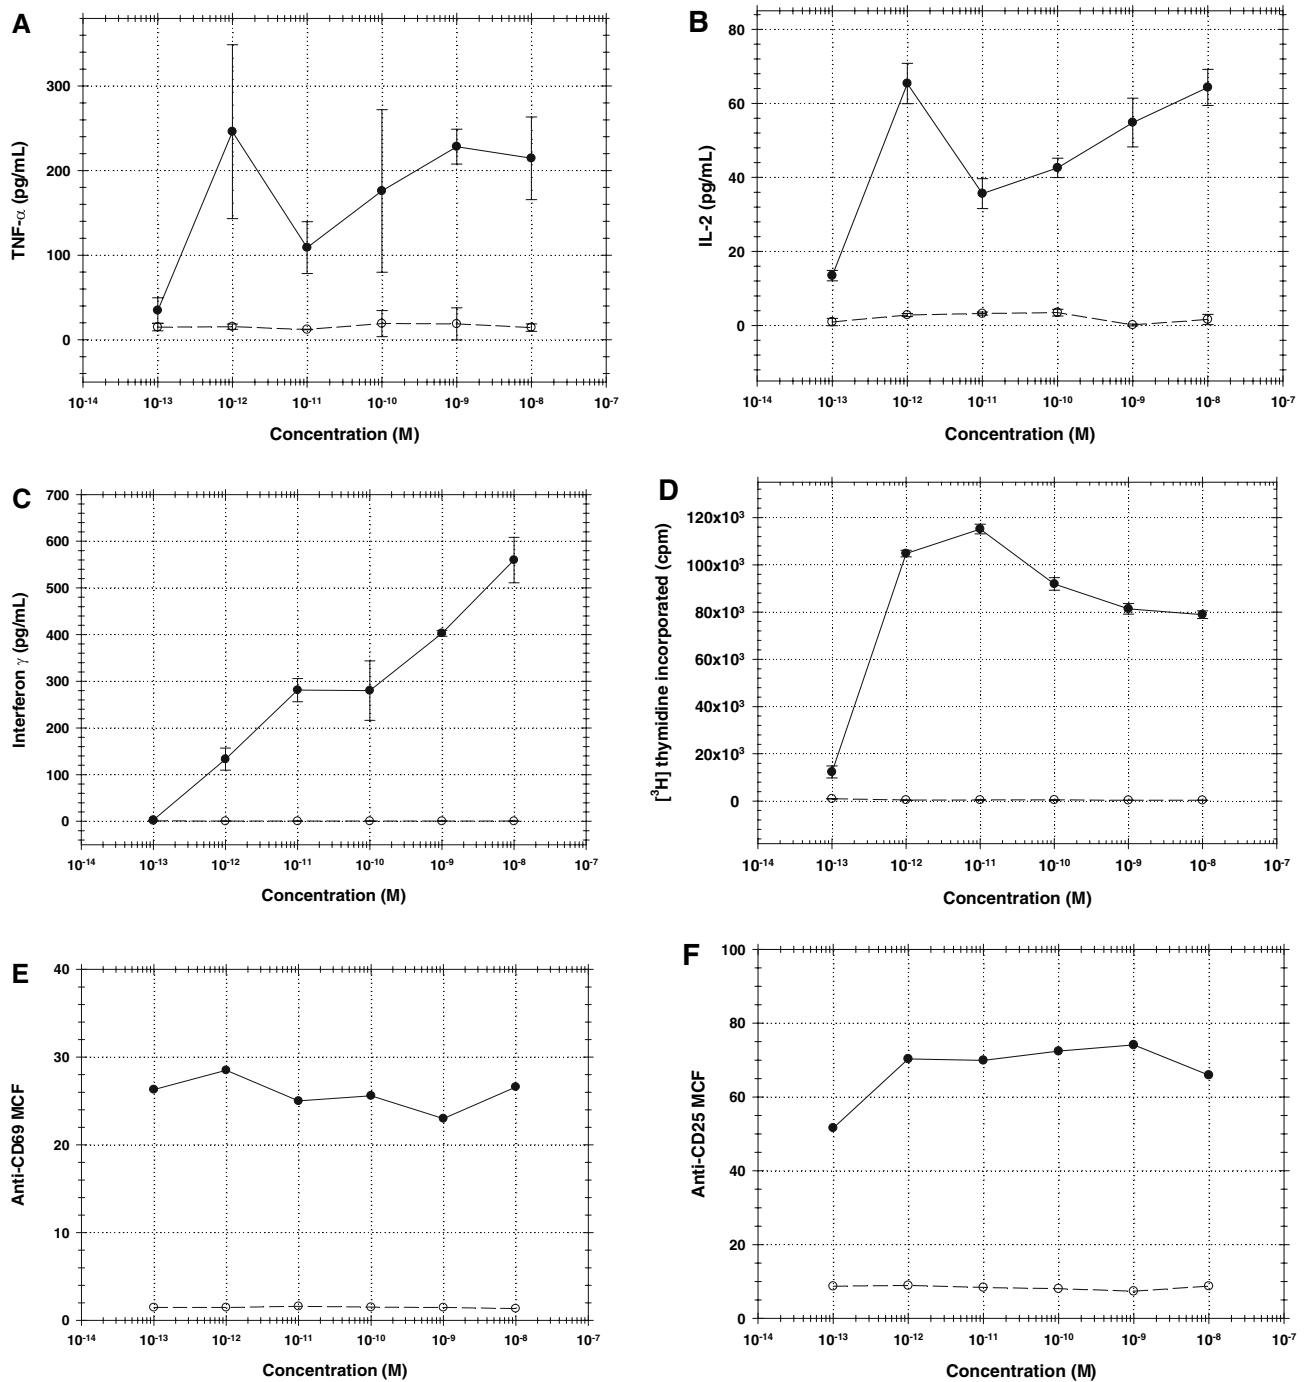 A
TNF-α (pg/mL)
300
200
100
0
10-14 10-13 10-12 10-11 10-10 10-9 10-8 10-7
Concentration (M)
B
IL-2 (pg/mL)
80
60
40
20
0
10-14 10-13 10-12 10-11 10-10 10-9 10-8 10-7
Concentration (M)
C
Interferon γ (pg/mL)
700
600
500
400
300
200
100
0
10-14 10-13 10-12 10-11 10-10 10-9 10-8 10-7
Concentration (M)
D
[3H] thymidine incorporated (cpm)
120x103
100x103
80x103
60x103
40x103
20x103
0
10-14 10-13 10-12 10-11 10-10 10-9 10-8 10-7
Concentration (M)
E
Anti-CD69 MCF
40
30
20
10
0
10-14 10-13 10-12 10-11 10-10 10-9 10-8 10-7
Concentration (M)
F
Anti-CD25 MCF
100
80
60
40
20
0
10-14 10-13 10-12 10-11 10-10 10-9 10-8 10-7
Concentration (M)